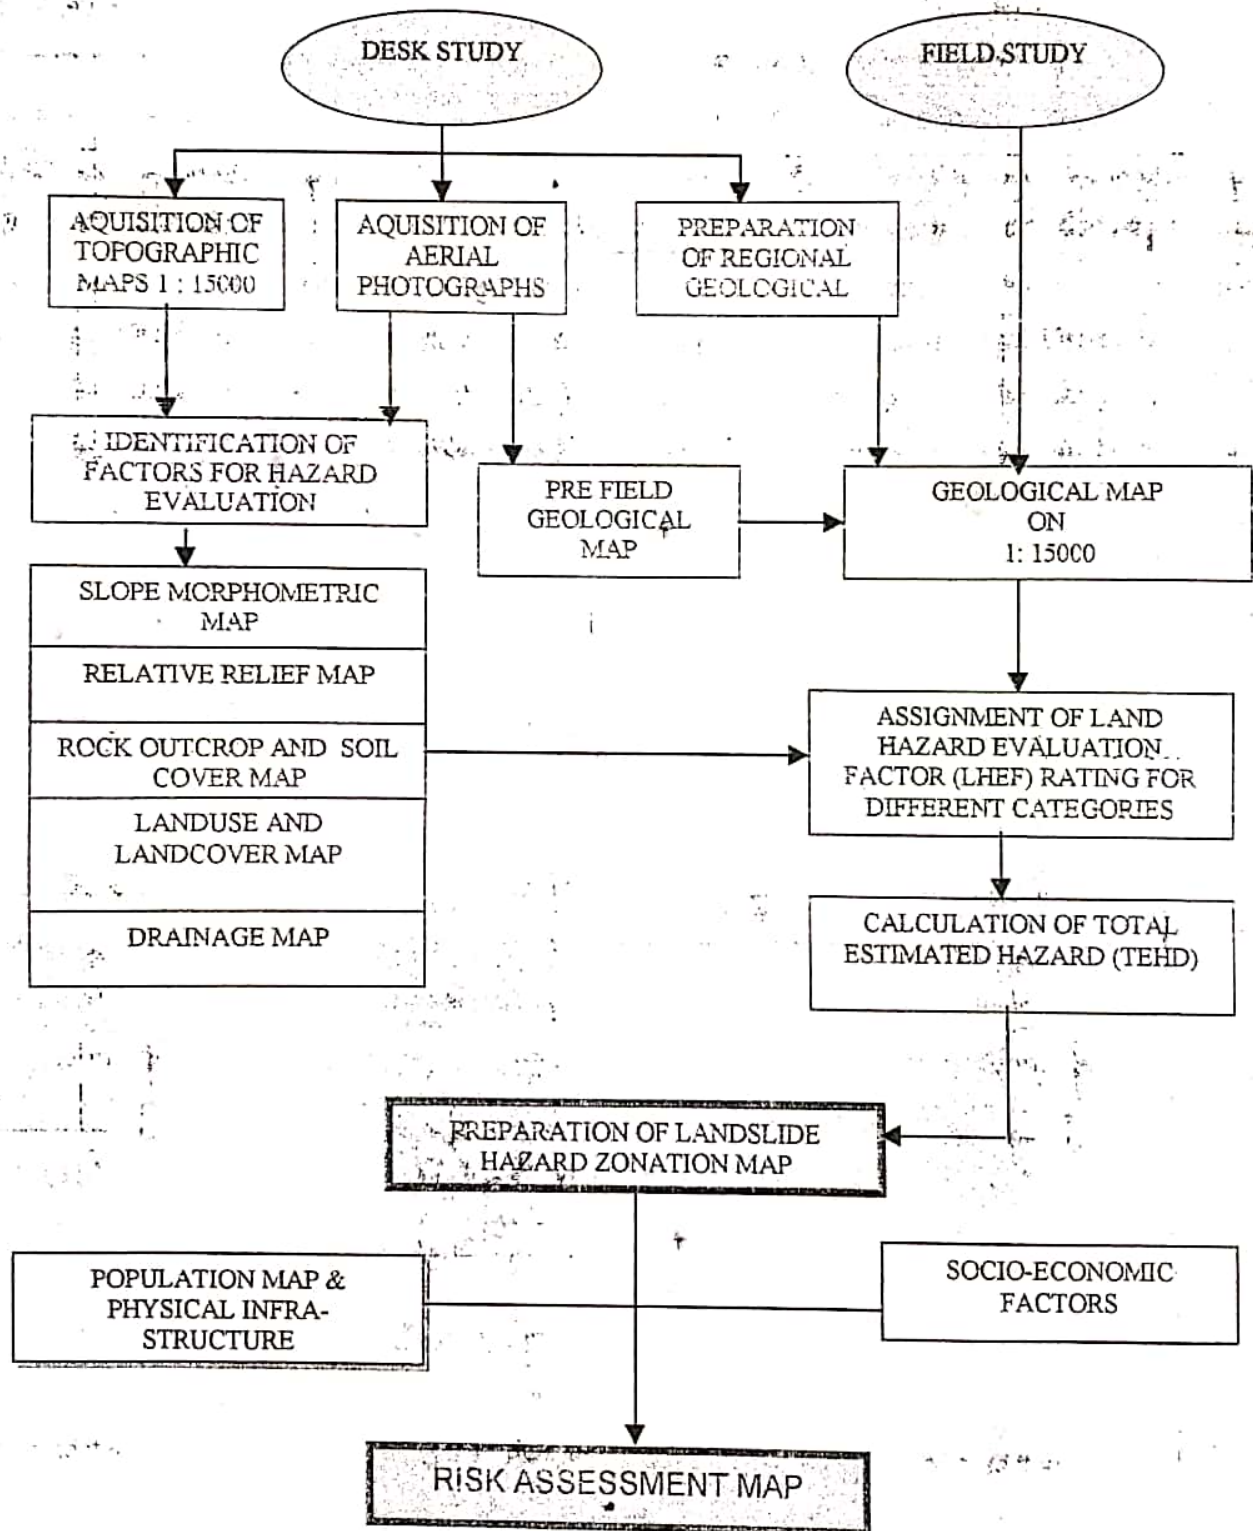 DESK STUDY
FIELD STUDY
AQUISITION OF
TOPOGRAPHIC
MAPS 1 : 15000
AQUISITION OF
AERIAL
PHOTOGRAPHS
PREPARATION
OF REGIONAL
GEOLOGICAL
IDENTIFICATION OF
FACTORS FOR HAZARD
EVALUATION
PRE FIELD
GEOLOGICAL
MAP
GEOLOGICAL MAP
ON
1: 15000
SLOPE MORPHOMETRIC
MAP
RELATIVE RELIEF MAP
ROCK OUTCROP AND SOIL
COVER MAP
LANDUSE AND
LANDCOVER MAP
DRAINAGE MAP
ASSIGNMENT OF LAND
HAZARD EVALUATION
FACTOR (LHEF) RATING FOR
DIFFERENT CATEGORIES
CALCULATION OF TOTAL
ESTIMATED HAZARD (TEHD)
PREPARATION OF LANDSLIDE
HAZARD ZONATION MAP
POPULATION MAP &
PHYSICAL INFRA-
STRUCTURE
SOCIO-ECONOMIC
FACTORS
RISK ASSESSMENT MAP